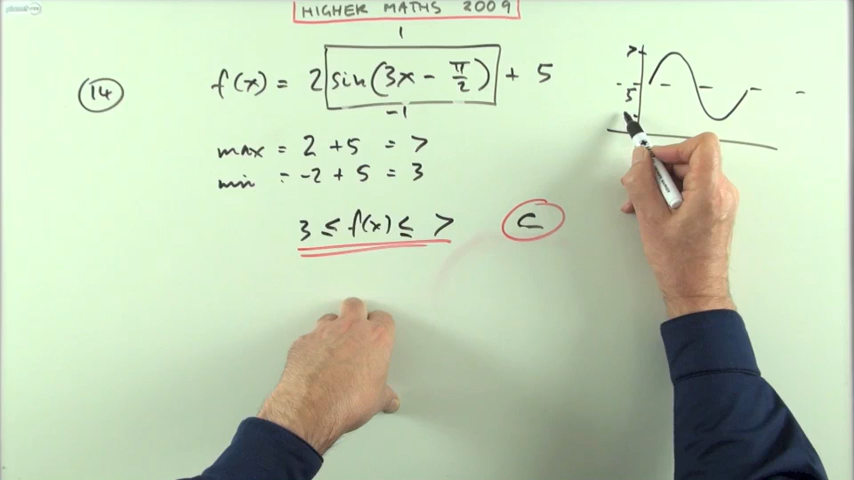 HIGHER MATHS 2009
1
(14) f(x) = 2 sin(3x - π/2) + 5
-1
max = 2 + 5 = 7
min = -2 + 5 = 3
3 ≤ f(x) ≤ 7 C
7
5